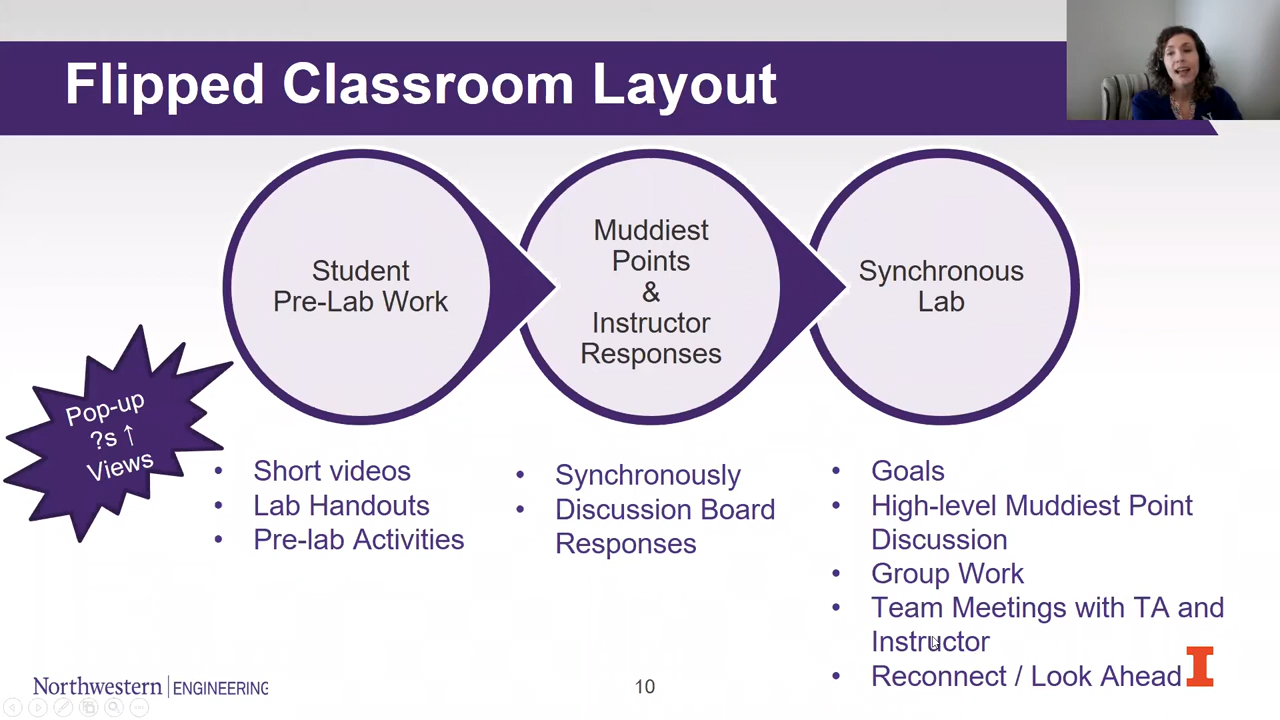 Flipped Classroom Layout
Student
Pre-Lab Work
Muddiest
Points
&
Instructor
Responses
Synchronous
Lab
Pop-up
?s ↑
Views
• Short videos
• Lab Handouts
• Pre-lab Activities
• Synchronously
• Discussion Board
Responses
• Goals
• High-level Muddiest Point
Discussion
• Group Work
• Team Meetings with TA and
Instructor
• Reconnect / Look Ahead
Northwestern | ENGINEERING
10
I